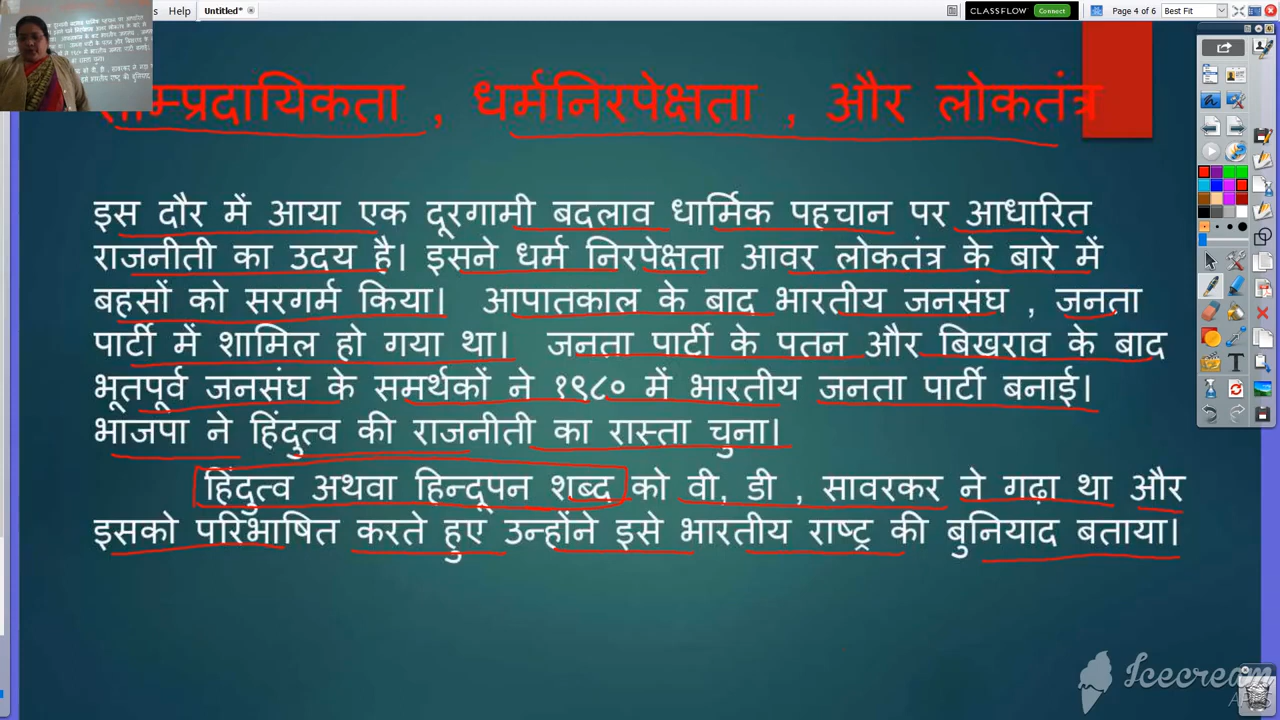 Help Untitled* CLASSFLOW Connect Page 4 of 6 Best Fit
साम्प्रदायिकता , धर्मनिरपेक्षता , और लोकतंत्र
इस दौर में आया एक दूरगामी बदलाव धार्मिक पहचान पर आधारित
राजनीती का उदय है। इसने धर्म निरपेक्षता आवर लोकतंत्र के बारे में
बहसों को सरगर्म किया। आपातकाल के बाद भारतीय जनसंघ , जनता
पार्टी में शामिल हो गया था। जनता पार्टी के पतन और बिखराव के बाद
भूतपूर्व जनसंघ के समर्थकों ने १९८० में भारतीय जनता पार्टी बनाई।
भाजपा ने हिंदुत्व की राजनीती का रास्ता चुना।
हिंदुत्व अथवा हिन्दूपन शब्द को वी, डी , सावरकर ने गढ़ा था और
इसको परिभाषित करते हुए उन्होंने इसे भारतीय राष्ट्र की बुनियाद बताया।
Icecream
APPS